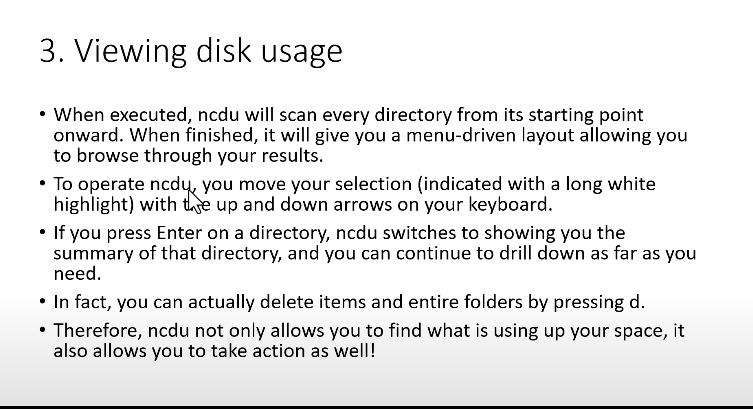 3. Viewing disk usage
• When executed, ncdu will scan every directory from its starting point
onward. When finished, it will give you a menu-driven layout allowing you
to browse through your results.
• To operate ncdu, you move your selection (indicated with a long white
highlight) with the up and down arrows on your keyboard.
• If you press Enter on a directory, ncdu switches to showing you the
summary of that directory, and you can continue to drill down as far as you
need.
• In fact, you can actually delete items and entire folders by pressing d.
• Therefore, ncdu not only allows you to find what is using up your space, it
also allows you to take action as well!